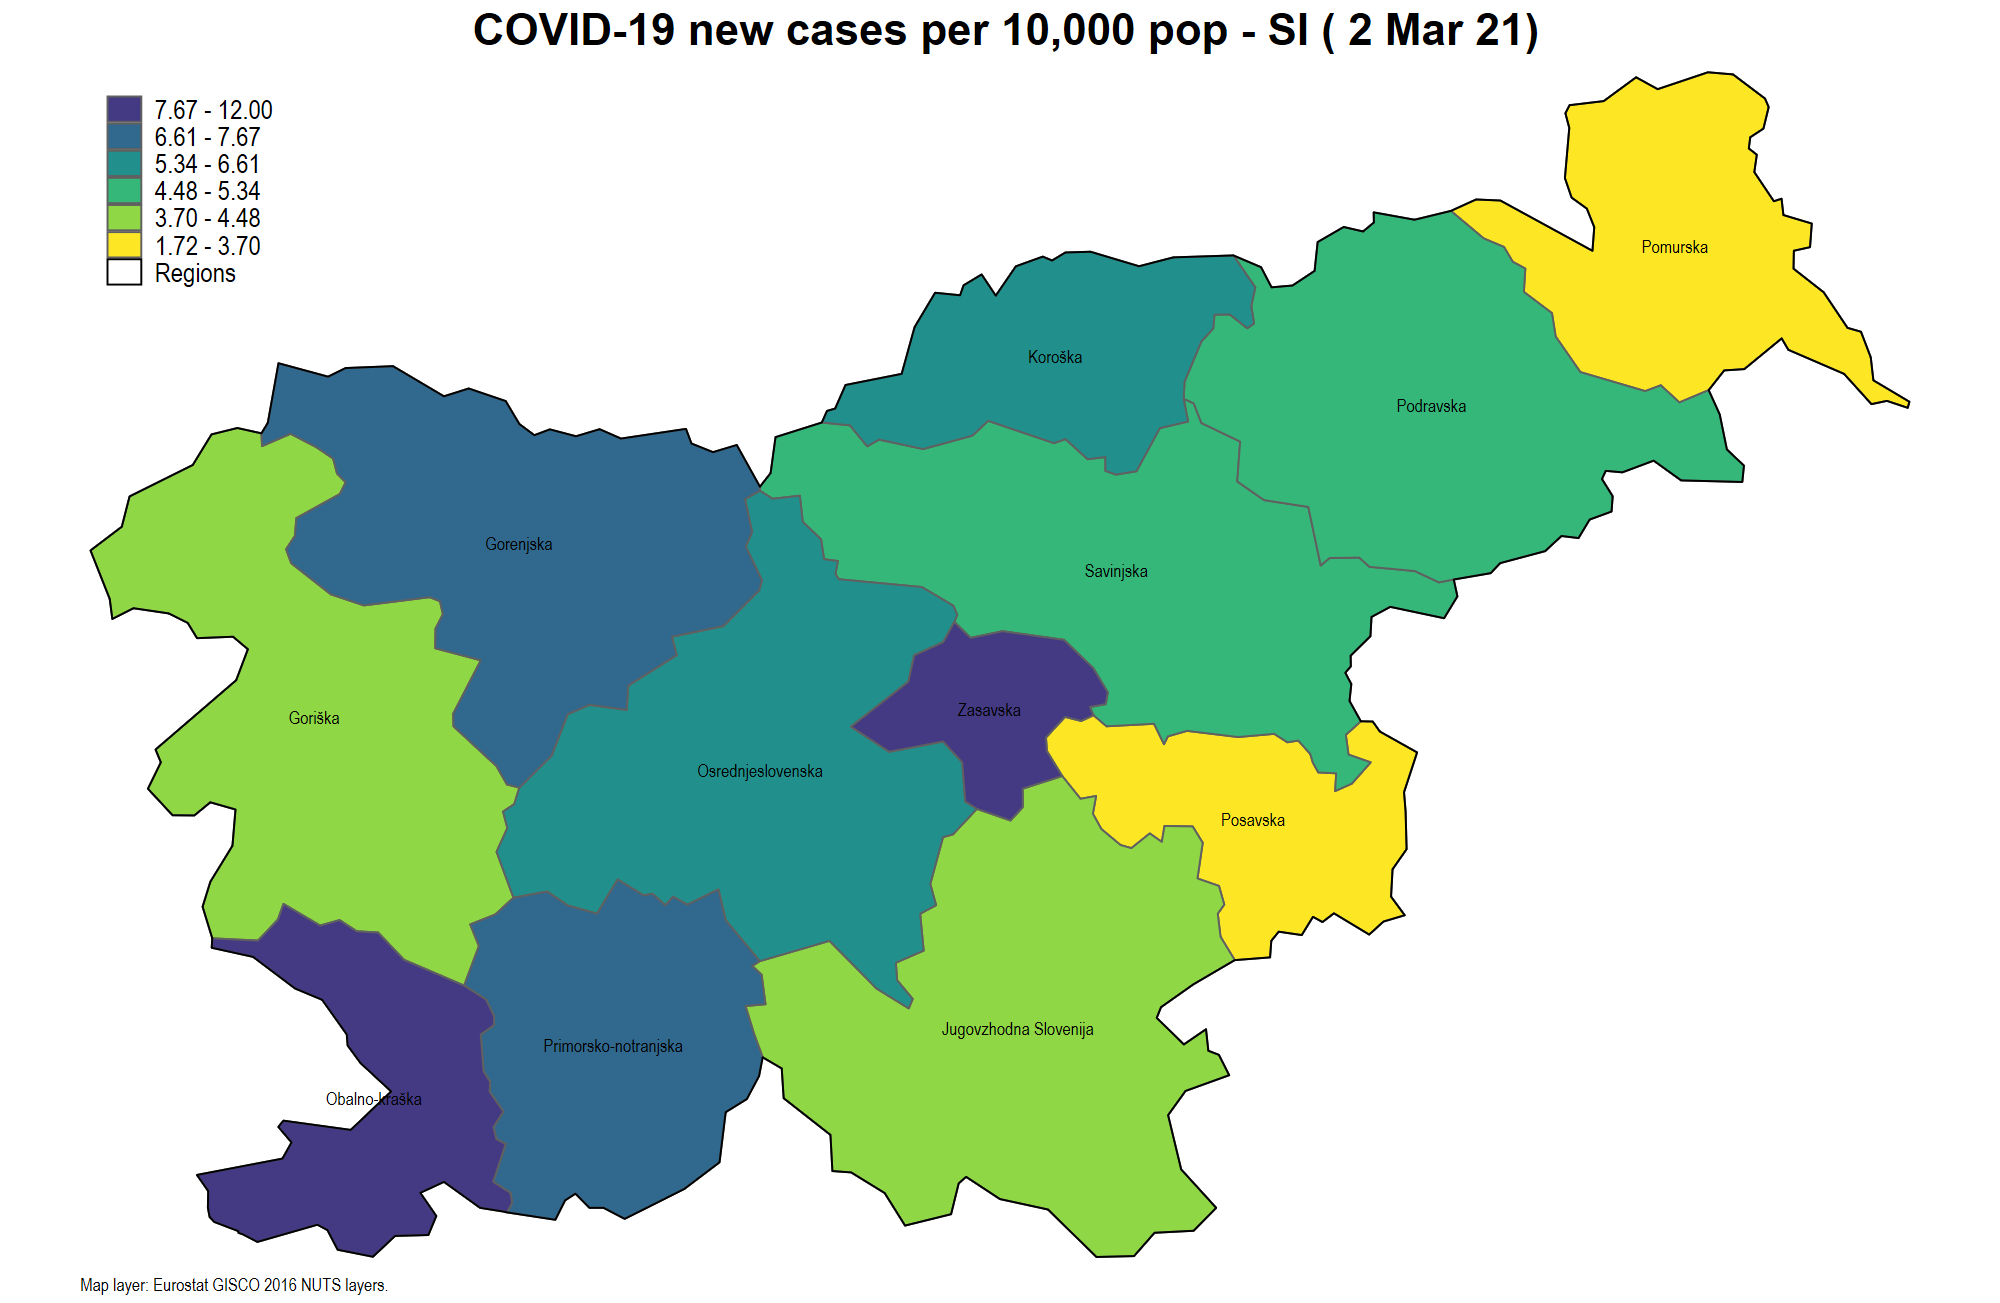 COVID-19 new cases per 10,000 pop - SI ( 2 Mar 21)
7.67 - 12.00
6.61 - 7.67
5.34 - 6.61
4.48 - 5.34
3.70 - 4.48
1.72 - 3.70
Regions
Pomurska
Koroška
Podravska
Gorenjska
Savinjska
Zasavska
Goriška
Osrednjeslovenska
Posavska
Jugovzhodna Slovenija
Primorsko-notranjska
Obalno-kraška
Map layer: Eurostat GISCO 2016 NUTS layers.